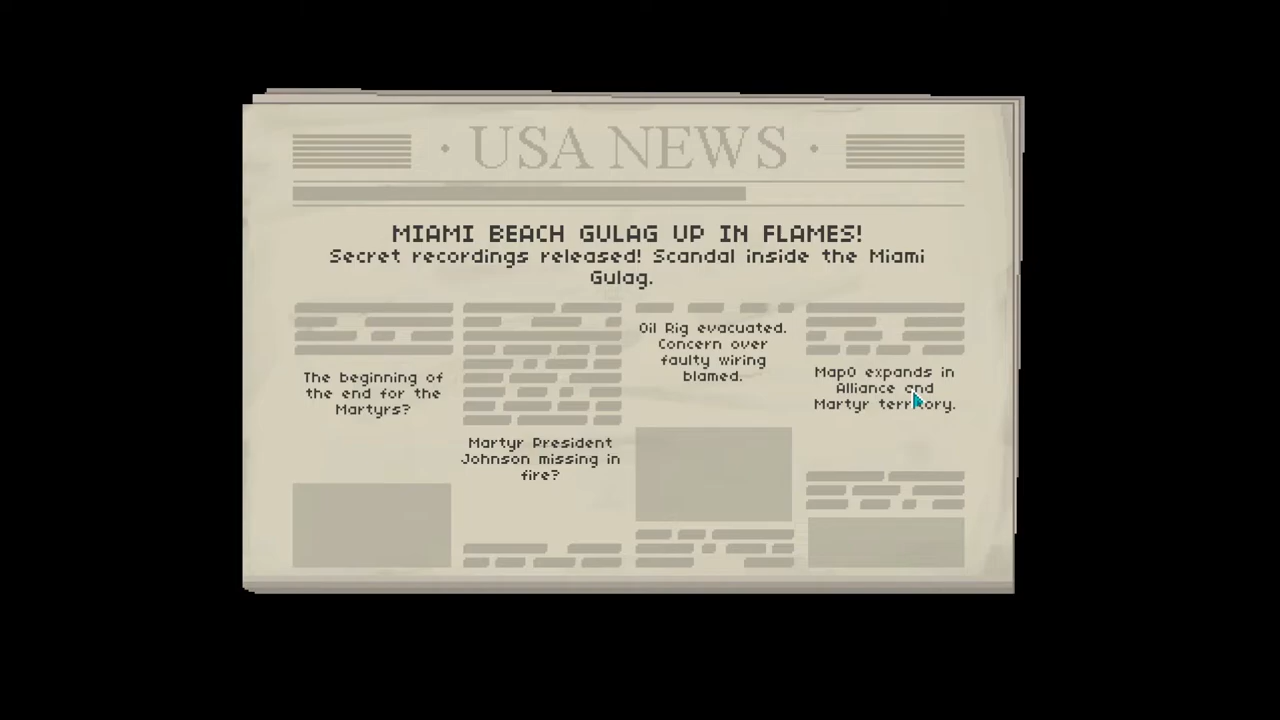 · USA NEWS ·
MIAMI BEACH GULAG UP IN FLAMES!
Secret recordings released! Scandal inside the Miami
Gulag.
The beginning of
the end for the
Martyrs?
Martyr President
Johnson missing in
fire?
Oil Rig evacuated.
Concern over
faulty wiring
blamed.
MapO expands in
Alliance and
Martyr territory.